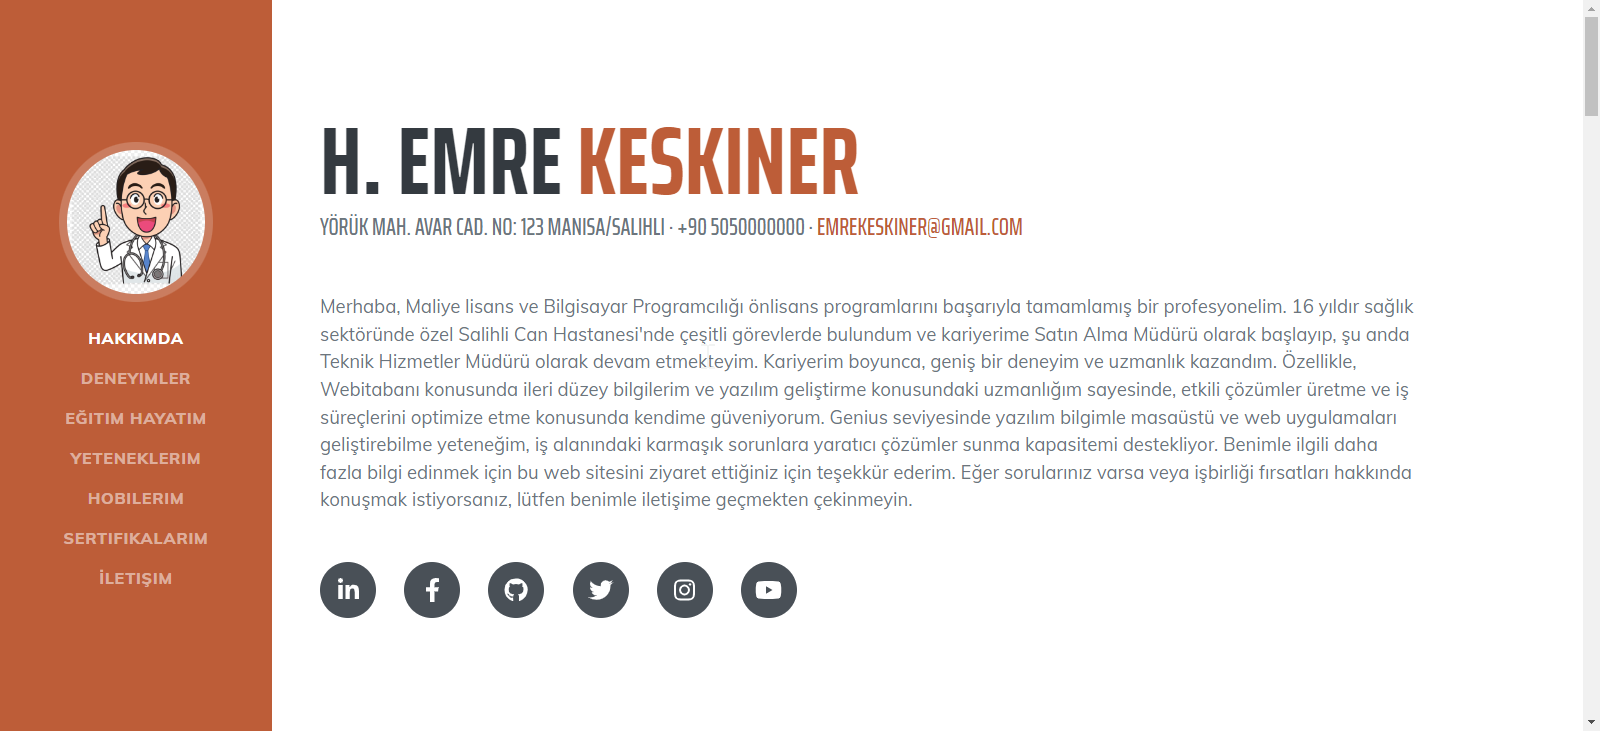 HAKKIMDA
DENEYIMLER
EĞITIM HAYATIM
YETENEKLERIM
HOBILERIM
SERTIFIKALARIM
İLETIŞIM
H. EMRE KESKINER
YÖRÜK MAH. AVAR CAD. NO: 123 MANISA/SALIHLI · +90 5050000000 · EMREKESKINER@GMAIL.COM
Merhaba, Maliye lisans ve Bilgisayar Programcılığı önlisans programlarını başarıyla tamamlamış bir profesyonelim. 16 yıldır sağlık
sektöründe özel Salihli Can Hastanesi'nde çeşitli görevlerde bulundum ve kariyerime Satın Alma Müdürü olarak başlayıp, şu anda
Teknik Hizmetler Müdürü olarak devam etmekteyim. Kariyerim boyunca, geniş bir deneyim ve uzmanlık kazandım. Özellikle,
Webitabanı konusunda ileri düzey bilgilerim ve yazılım geliştirme konusundaki uzmanlığım sayesinde, etkili çözümler üretme ve iş
süreçlerini optimize etme konusunda kendime güveniyorum. Genius seviyesinde yazılım bilgimle masaüstü ve web uygulamaları
geliştirebilme yeteneğim, iş alanındaki karmaşık sorunlara yaratıcı çözümler sunma kapasitemi destekliyor. Benimle ilgili daha
fazla bilgi edinmek için bu web sitesini ziyaret ettiğiniz için teşekkür ederim. Eğer sorularınız varsa veya işbirliği fırsatları hakkında
konuşmak istiyorsanız, lütfen benimle iletişime geçmekten çekinmeyin.